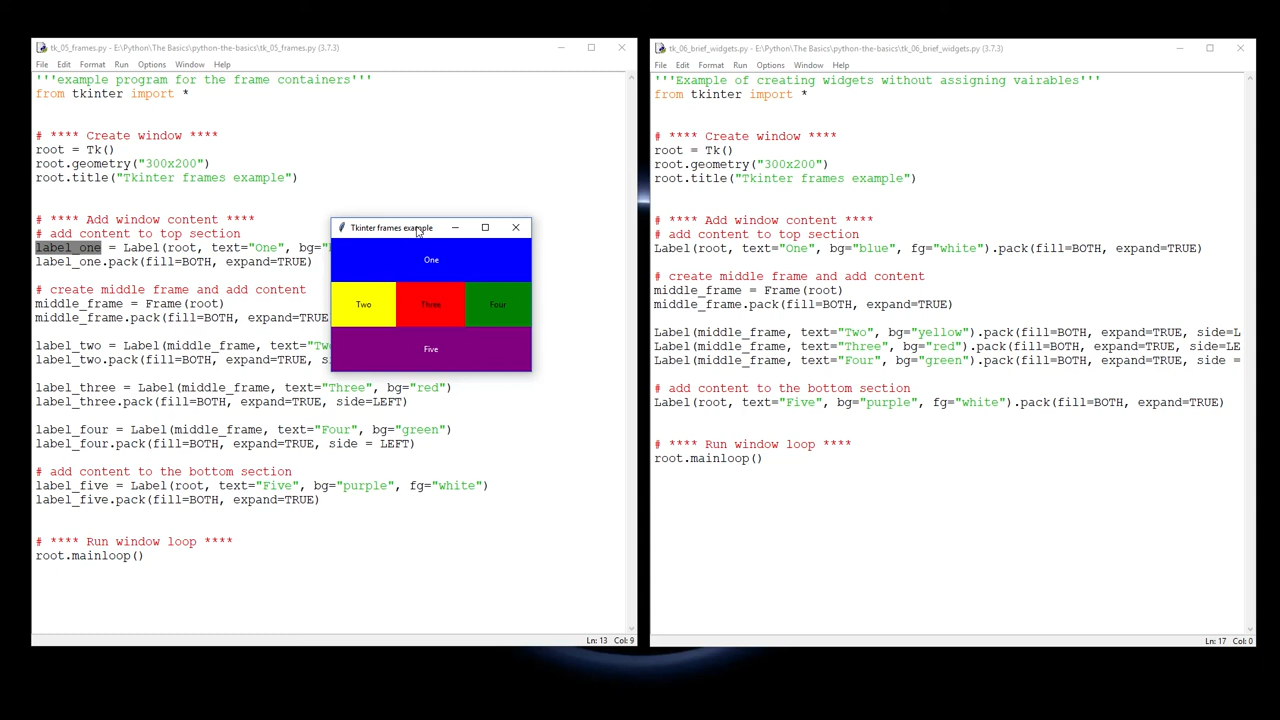 tk_05_frames.py - E:\Python\The Basics\python-the-basics\tk_05_frames.py (3.7.3)
File Edit Format Run Options Window Help
'''example program for the frame containers'''
from tkinter import *
# **** Create window ****
root = Tk()
root.geometry("300x200")
root.title("Tkinter frames example")
# **** Add window content ****
# add content to top section
label_one = Label(root, text="One", bg="
label_one.pack(fill=BOTH, expand=TRUE)
# create middle frame and add content
middle_frame = Frame(root)
middle_frame.pack(fill=BOTH, expand=TRUE
label_two = Label(middle_frame, text="Tw
label_two.pack(fill=BOTH, expand=TRUE, s
label_three = Label(middle_frame, text="Three", bg="red")
label_three.pack(fill=BOTH, expand=TRUE, side=LEFT)
label_four = Label(middle_frame, text="Four", bg="green")
label_four.pack(fill=BOTH, expand=TRUE, side = LEFT)
# add content to the bottom section
label_five = Label(root, text="Five", bg="purple", fg="white")
label_five.pack(fill=BOTH, expand=TRUE)
# **** Run window loop ****
root.mainloop()
Ln: 13 Col: 9
Tkinter frames example
One
Two Three Four
Five
tk_06_brief_widgets.py - E:\Python\The Basics\python-the-basics\tk_06_brief_widgets.py (3.7.3)
File Edit Format Run Options Window Help
'''Example of creating widgets without assigning vairables'''
from tkinter import *
# **** Create window ****
root = Tk()
root.geometry("300x200")
root.title("Tkinter frames example")
# **** Add window content ****
# add content to top section
Label(root, text="One", bg="blue", fg="white").pack(fill=BOTH, expand=TRUE)
# create middle frame and add content
middle_frame = Frame(root)
middle_frame.pack(fill=BOTH, expand=TRUE)
Label(middle_frame, text="Two", bg="yellow").pack(fill=BOTH, expand=TRUE, side=L
Label(middle_frame, text="Three", bg="red").pack(fill=BOTH, expand=TRUE, side=LE
Label(middle_frame, text="Four", bg="green").pack(fill=BOTH, expand=TRUE, side =
# add content to the bottom section
Label(root, text="Five", bg="purple", fg="white").pack(fill=BOTH, expand=TRUE)
# **** Run window loop ****
root.mainloop()
Ln: 17 Col: 0